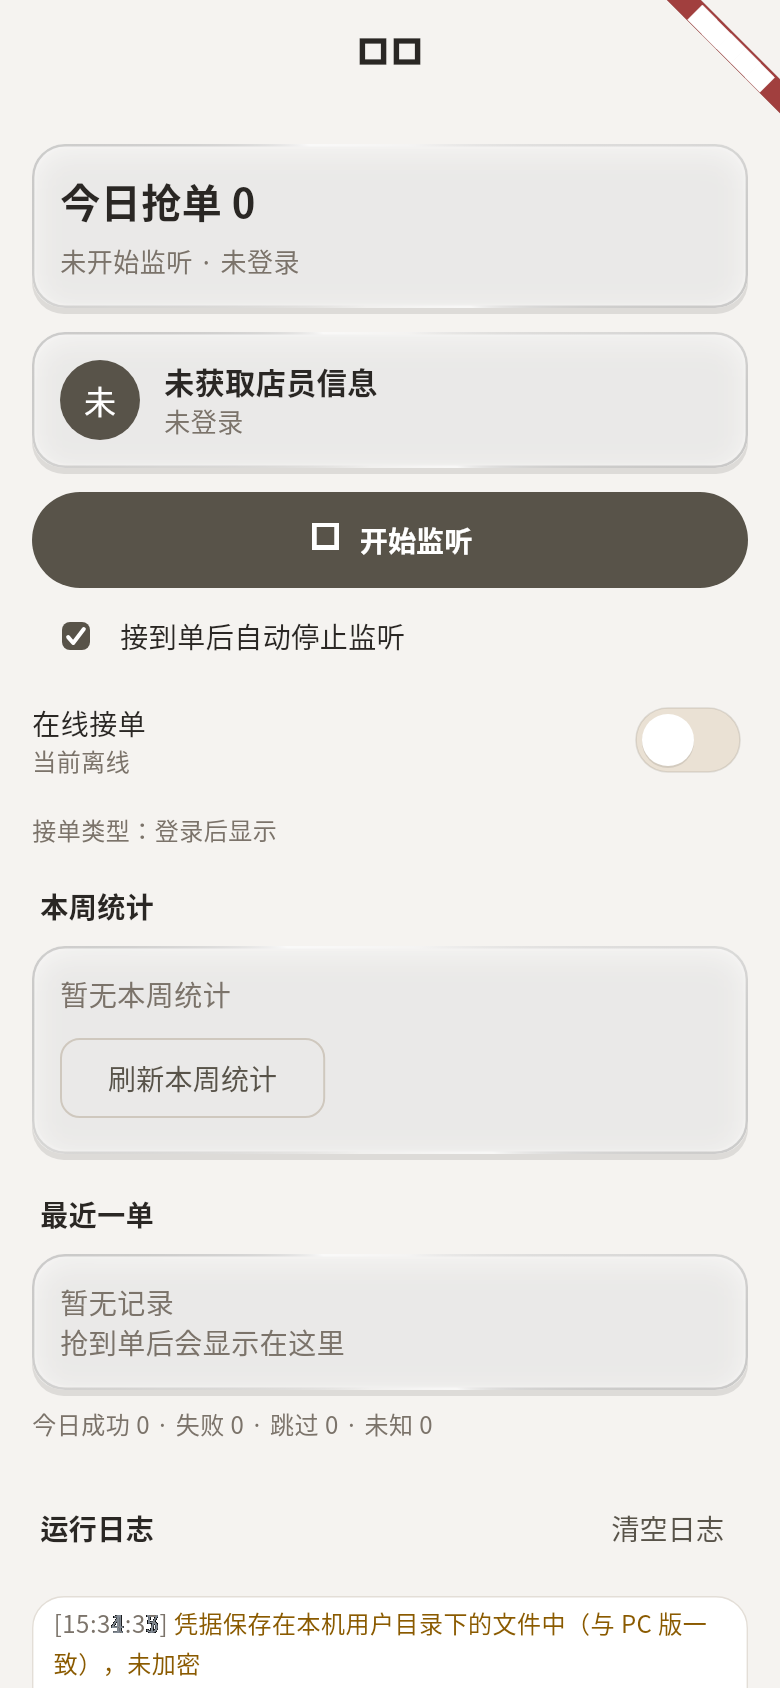 今日抢单 0
未开始监听 · 未登录
未
未获取店员信息
未登录
开始监听
接到单后自动停止监听
在线接单
当前离线
接单类型：登录后显示
本周统计
暂无本周统计
刷新本周统计
最近一单
暂无记录
抢到单后会显示在这里
今日成功 0 · 失败 0 · 跳过 0 · 未知 0
运行日志
清空日志
凭据保存在本机用户目录下的文件中（与 PC 版一
致），未加密